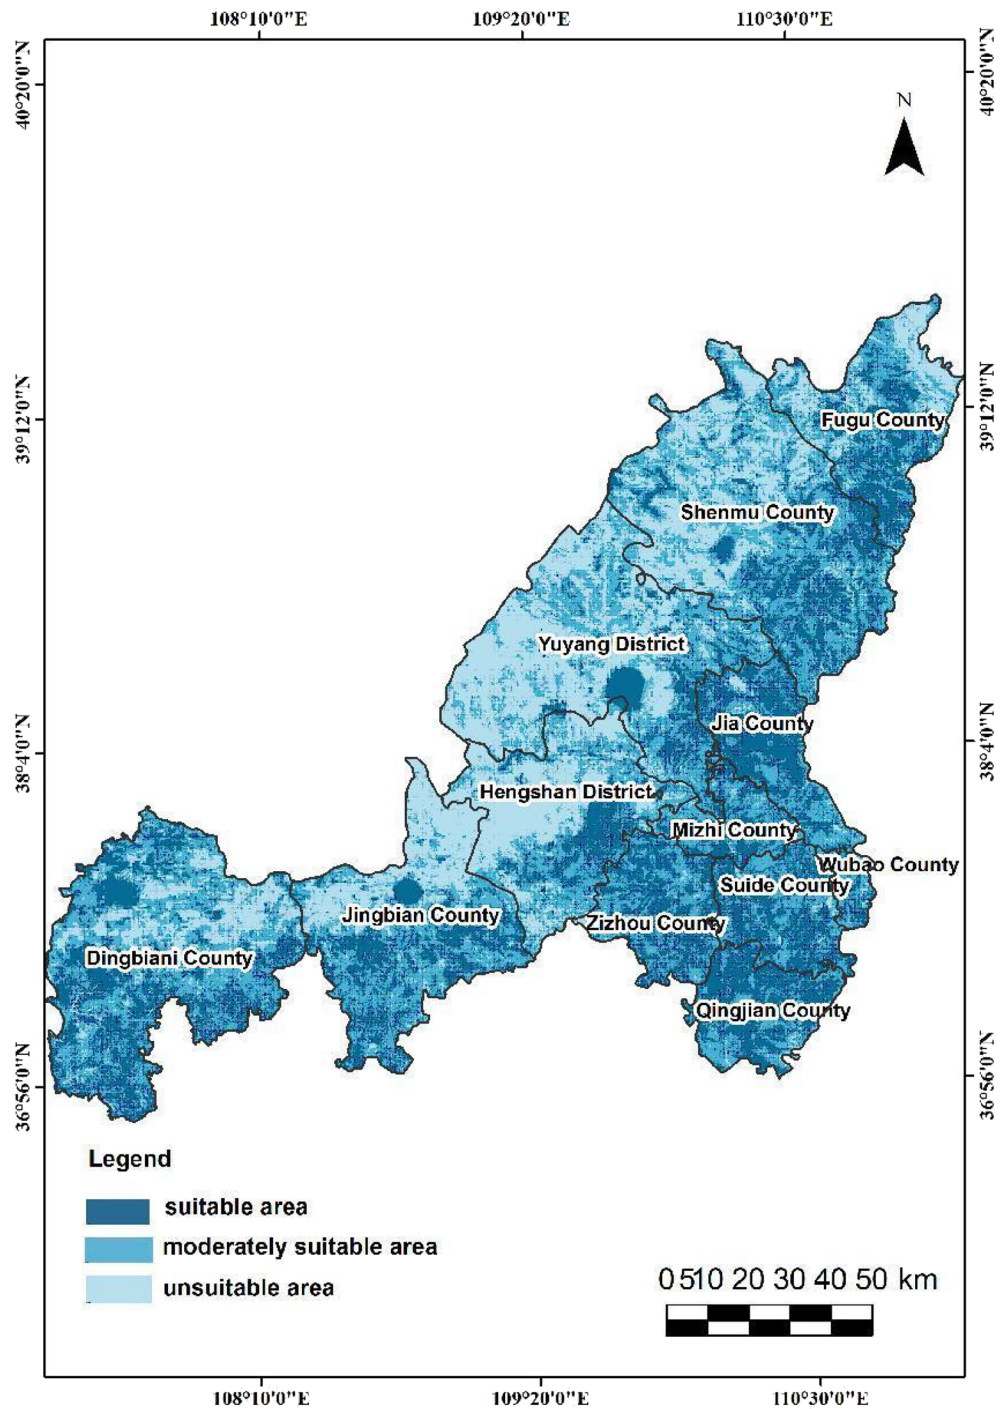 108°10'0"E 109°20'0"E 110°30'0"E
40°20'0"N 40°20'0"N
N
39°12'0"N 39°12'0"N
Fugu County
Shenmu County
Yuyang District
Jia County
38°4'0"N 38°4'0"N
Hengshan District
Mizhi County
Wubao County
Suide County
Jingbian County
Zizhou County
Dingbiani County
Qingjian County
36°56'0"N 36°56'0"N
Legend
suitable area
moderately suitable area
unsuitable area
0 510 20 30 40 50 km
108°10'0"E 109°20'0"E 110°30'0"E